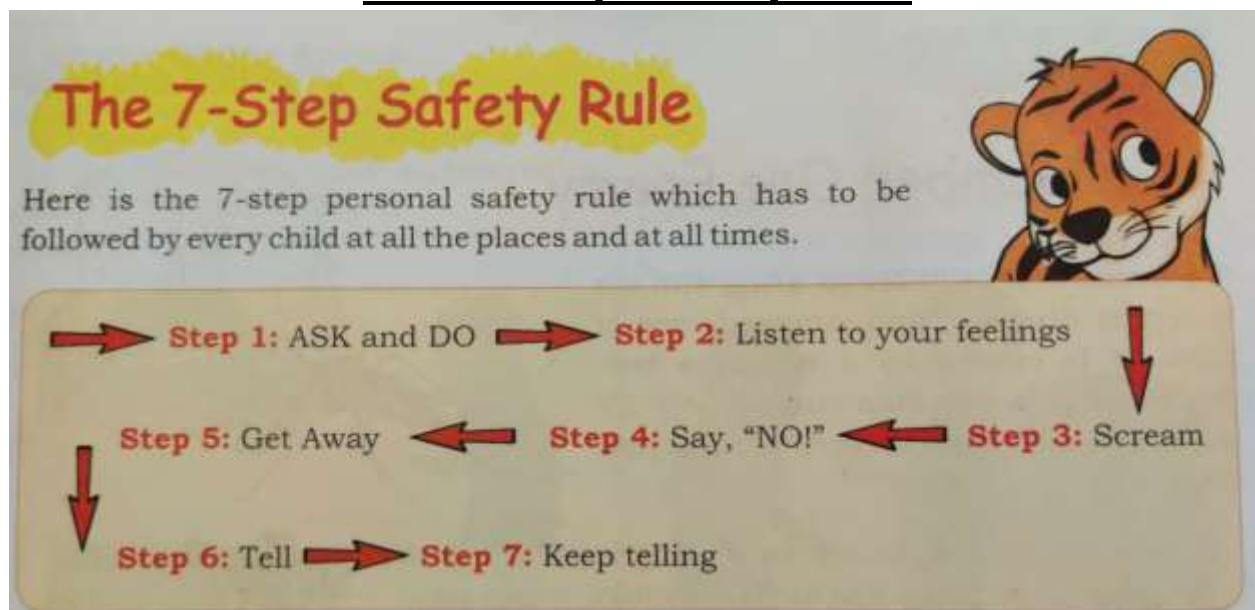 The 7-Step Safety Rule
Here is the 7-step personal safety rule which has to be
followed by every child at all the places and at all times.
Step 1: ASK and DO Step 2: Listen to your feelings
Step 3: Scream
Step 4: Say, “NO!”
Step 5: Get Away
Step 6: Tell Step 7: Keep telling